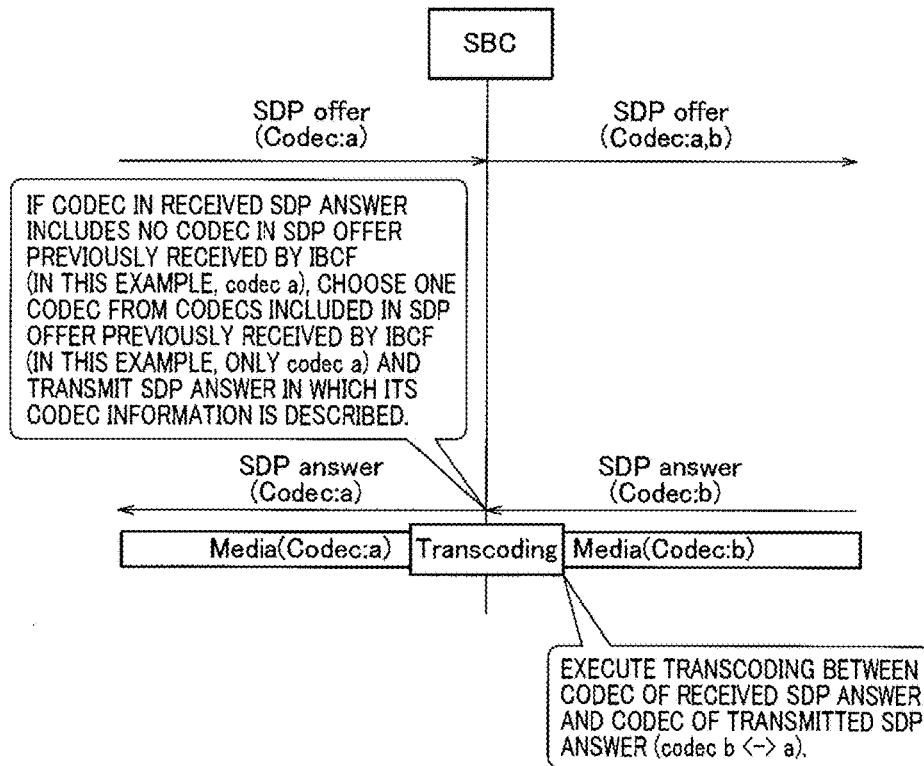 SBC
SDP offer
(Codec:a)
SDP offer
(Codec:a,b)
IF CODEC IN RECEIVED SDP ANSWER
INCLUDES NO CODEC IN SDP OFFER
PREVIOUSLY RECEIVED BY IBCF
(IN THIS EXAMPLE, codec a), CHOOSE ONE
CODEC FROM CODECS INCLUDED IN SDP
OFFER PREVIOUSLY RECEIVED BY IBCF
(IN THIS EXAMPLE, ONLY codec a) AND
TRANSMIT SDP ANSWER IN WHICH ITS
CODEC INFORMATION IS DESCRIBED.
SDP answer
(Codec:a)
SDP answer
(Codec:b)
Media(Codec:a)
Transcoding
Media(Codec:b)
EXECUTE TRANSCODING BETWEEN
CODEC OF RECEIVED SDP ANSWER
AND CODEC OF TRANSMITTED SDP
ANSWER (codec b <-> a).